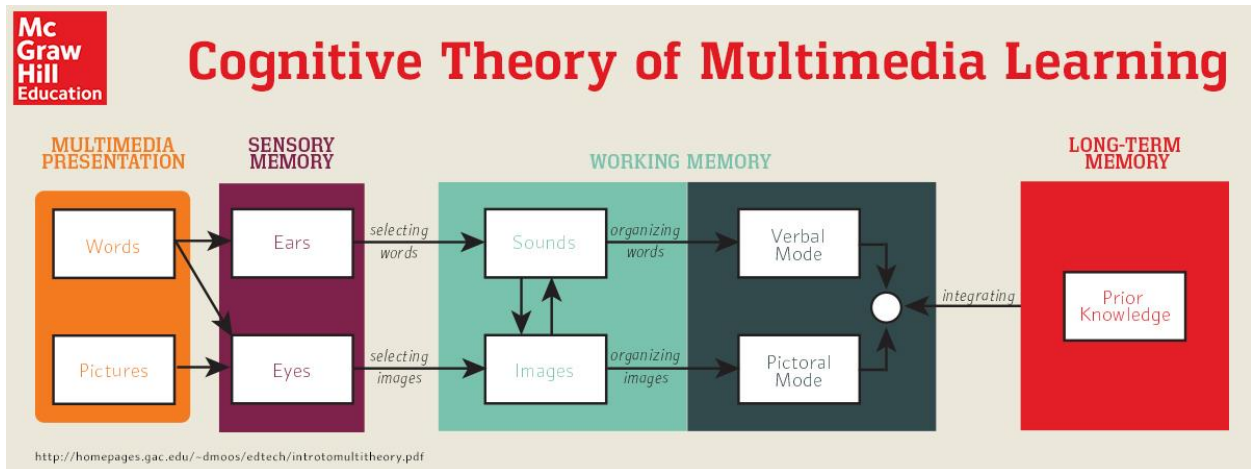 Mc
Graw
Hill
Education
Cognitive Theory of Multimedia Learning
MULTIMEDIA
PRESENTATION
SENSORY
MEMORY
WORKING MEMORY
LONG-TERM
MEMORY
Words
Ears
selecting
words
Sounds
organizing
words
Verbal
Mode
integrating
Prior
Knowledge
Pictures
Eyes
selecting
images
Images
organizing
images
Pictoral
Mode
http://homepages.gac.edu/~dmoos/edtech/introtomultitheory.pdf